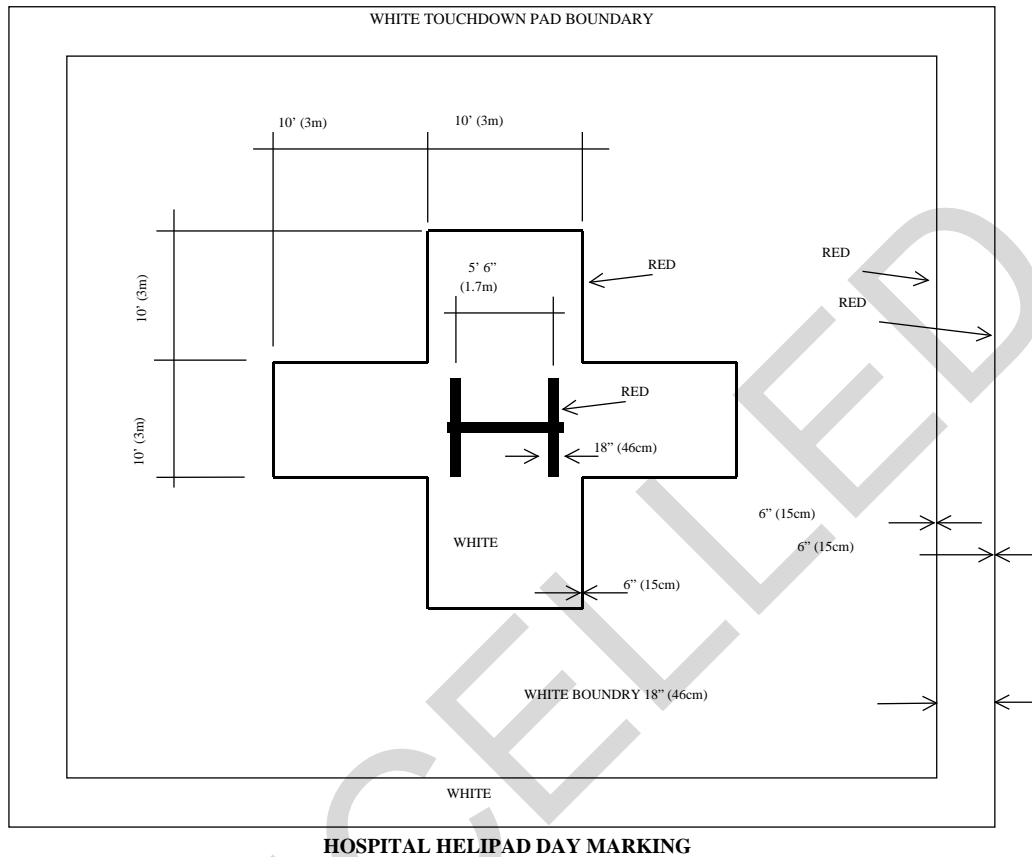 WHITE TOUCHDOWN PAD BOUNDARY
10’ (3m)
10’ (3m)
10’ (3m)
10’ (3m)
5’ 6”
(1.7m)
RED
RED
RED
RED
18” (46cm)
6” (15cm)
6” (15cm)
WHITE
6” (15cm)
WHITE BOUNDRY 18” (46cm)
WHITE
HOSPITAL HELIPAD DAY MARKING
CELLED